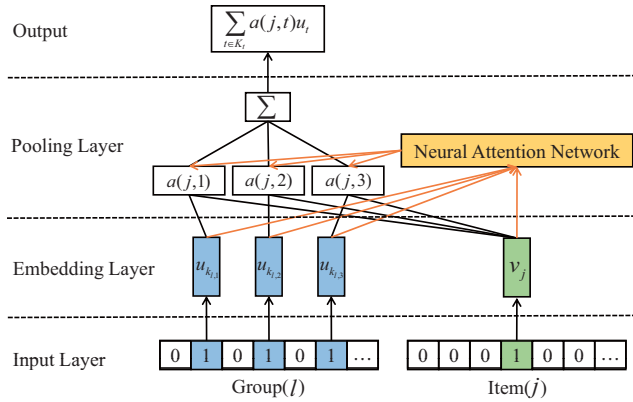 Output
∑ a(j,t)u_t
t∈K_l
∑
Pooling Layer
Neural Attention Network
a(j,1) a(j,2) a(j,3)
Embedding Layer
u_{k_{l,1}} u_{k_{l,2}} u_{k_{l,3}} v_j
Input Layer
0 1 0 1 0 1 ... 0 0 0 1 0 0 ...
Group(l) Item(j)